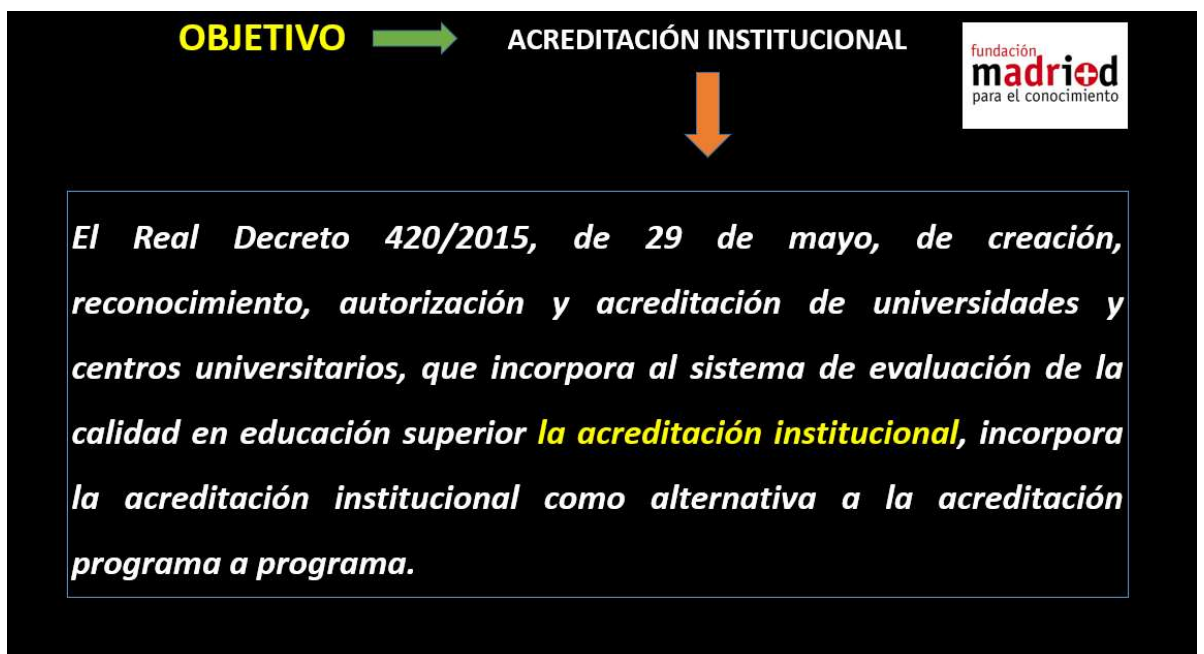 OBJETIVO
ACREDITACIÓN INSTITUCIONAL
fundación
madri+d
para el conocimiento
El Real Decreto 420/2015, de 29 de mayo, de creación,
reconocimiento, autorización y acreditación de universidades y
centros universitarios, que incorpora al sistema de evaluación de la
calidad en educación superior la acreditación institucional, incorpora
la acreditación institucional como alternativa a la acreditación
programa a programa.